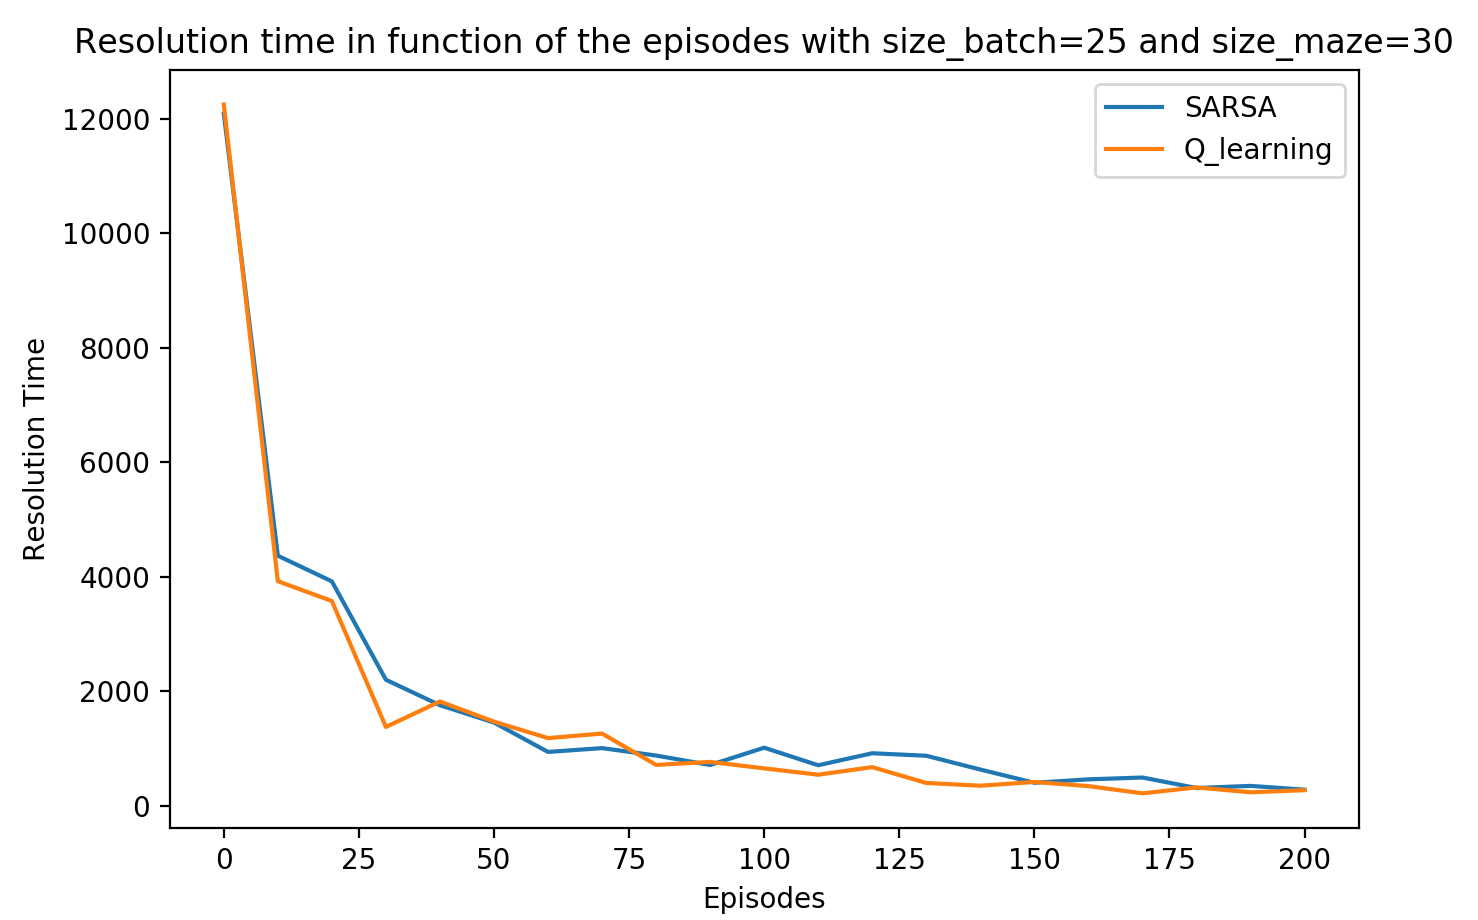 Resolution time in function of the episodes with size_batch=25 and size_maze=30
SARSA
Q_learning
12000
10000
8000
6000
4000
2000
0
Resolution Time
0 25 50 75 100 125 150 175 200
Episodes